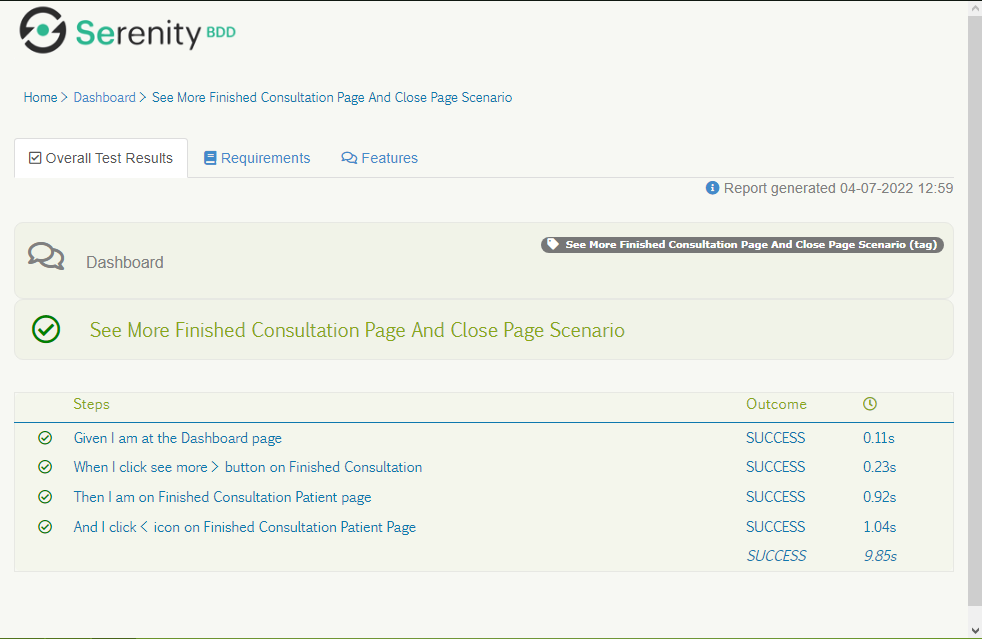 Serenity BDD
Home > Dashboard > See More Finished Consultation Page And Close Page Scenario
Overall Test Results Requirements Features
Report generated 04-07-2022 12:59
See More Finished Consultation Page And Close Page Scenario (tag)
Dashboard
See More Finished Consultation Page And Close Page Scenario
Steps Outcome
Given I am at the Dashboard page SUCCESS 0.11s
When I click see more > button on Finished Consultation SUCCESS 0.23s
Then I am on Finished Consultation Patient page SUCCESS 0.92s
And I click < icon on Finished Consultation Patient Page SUCCESS 1.04s
SUCCESS 9.85s